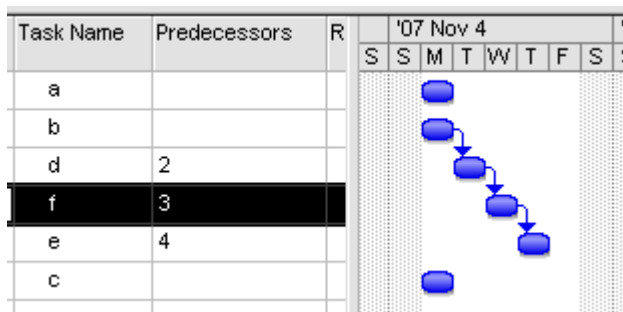 Task Name Predecessors R '07 Nov 4
S S M T W T F S
a
b
d 2
f 3
e 4
c